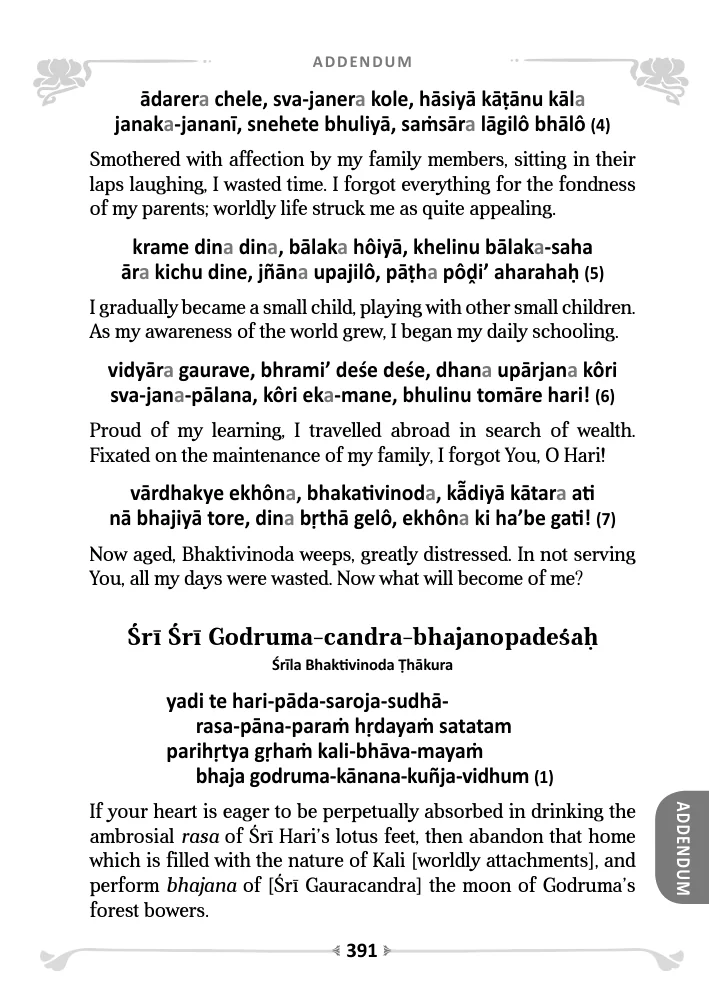 ADDENDUM
ādarera chele, sva-janera kole, hāsiyā kāṭānu kāla
janaka-jananī, snehete bhuliyā, saṁsāra lāgilô bhālô (4)
Smothered with affection by my family members, sitting in their
laps laughing, I wasted time. I forgot everything for the fondness
of my parents; worldly life struck me as quite appealing.
krame dina dina, bālaka hôiyā, khelinu bālaka-saha
āra kichu dine, jñāna upajilô, pāṭha pôḓi’ aharahaḥ (5)
I gradually became a small child, playing with other small children.
As my awareness of the world grew, I began my daily schooling.
vidyāra gaurave, bhrami’ deśe deśe, dhana upārjana kôri
sva-jana-pālana, kôri eka-mane, bhulinu tomāre hari! (6)
Proud of my learning, I travelled abroad in search of wealth.
Fixated on the maintenance of my family, I forgot You, O Hari!
vārdhakye ekhôna, bhakativinoda, kā̃diyā kātara ati
nā bhajiyā tore, dina bṛthā gelô, ekhôna ki ha’be gati! (7)
Now aged, Bhaktivinoda weeps, greatly distressed. In not serving
You, all my days were wasted. Now what will become of me?
Śrī Śrī Godruma-candra-bhajanopadeśaḥ
Śrīla Bhaktivinoda Ṭhākura
yadi te hari-pāda-saroja-sudhā-
rasa-pāna-paraṁ hṛdayaṁ satatam
parihṛtya gṛhaṁ kali-bhāva-mayaṁ
bhaja godruma-kānana-kuñja-vidhum (1)
If your heart is eager to be perpetually absorbed in drinking the
ambrosial rasa of Śrī Hari’s lotus feet, then abandon that home
which is filled with the nature of Kali [worldly attachments], and
perform bhajana of [Śrī Gauracandra] the moon of Godruma’s
forest bowers.
ADDENDUM
391